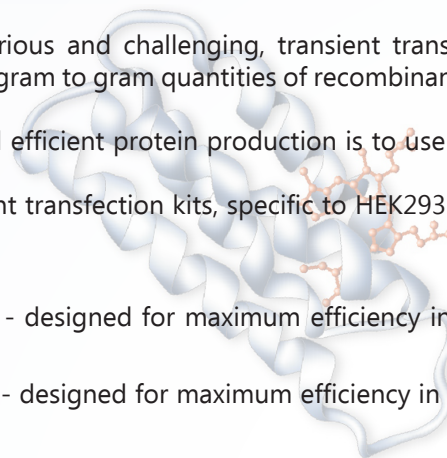 rious and challenging, transient trans
gram to gram quantities of recombinan
l efficient protein production is to use
nt transfection kits, specific to HEK293
- designed for maximum efficiency in
- designed for maximum efficiency in